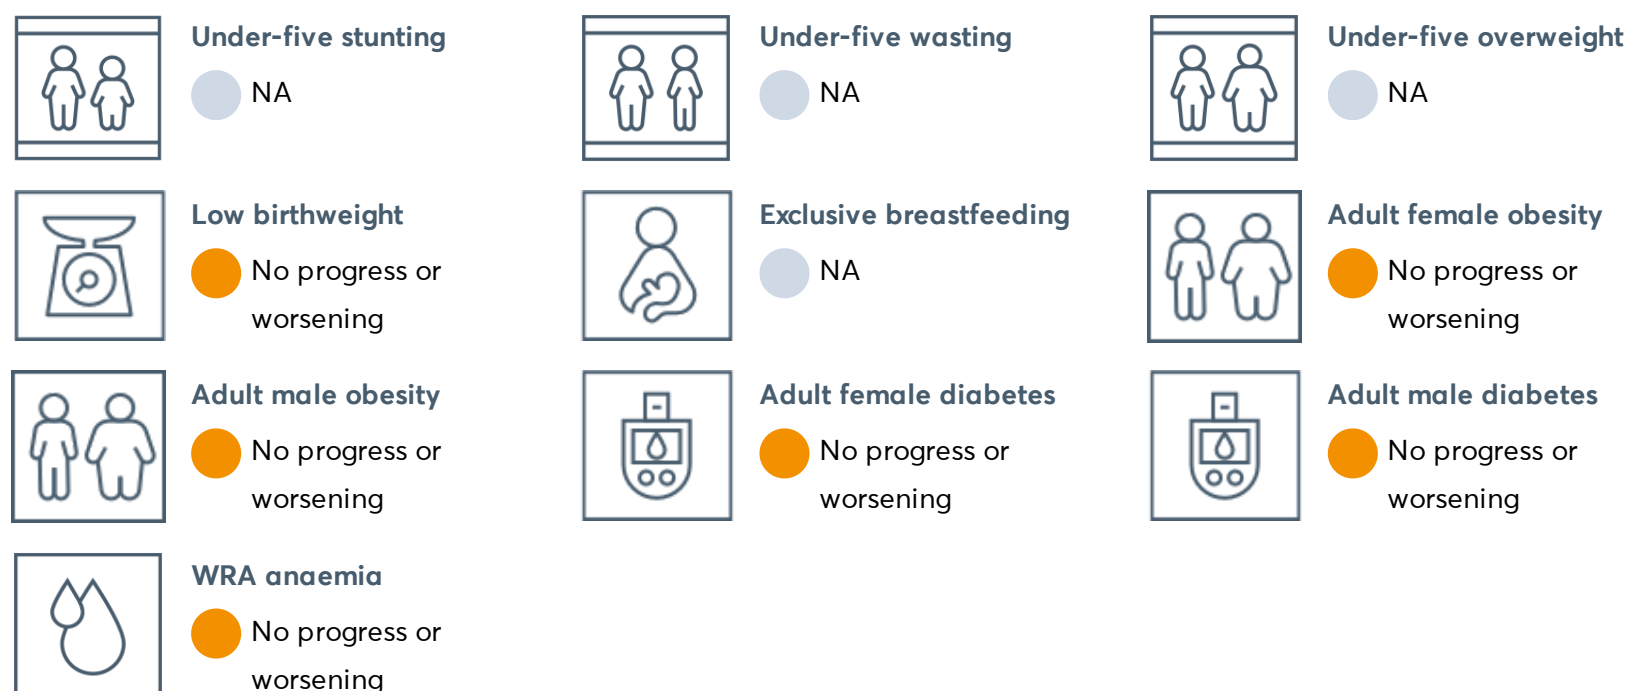 Under-five stunting
NA
Under-five wasting
NA
Under-five overweight
NA
Low birthweight
No progress or
worsening
Exclusive breastfeeding
NA
Adult female obesity
No progress or
worsening
Adult male obesity
No progress or
worsening
Adult female diabetes
No progress or
worsening
Adult male diabetes
No progress or
worsening
WRA anaemia
No progress or
worsening